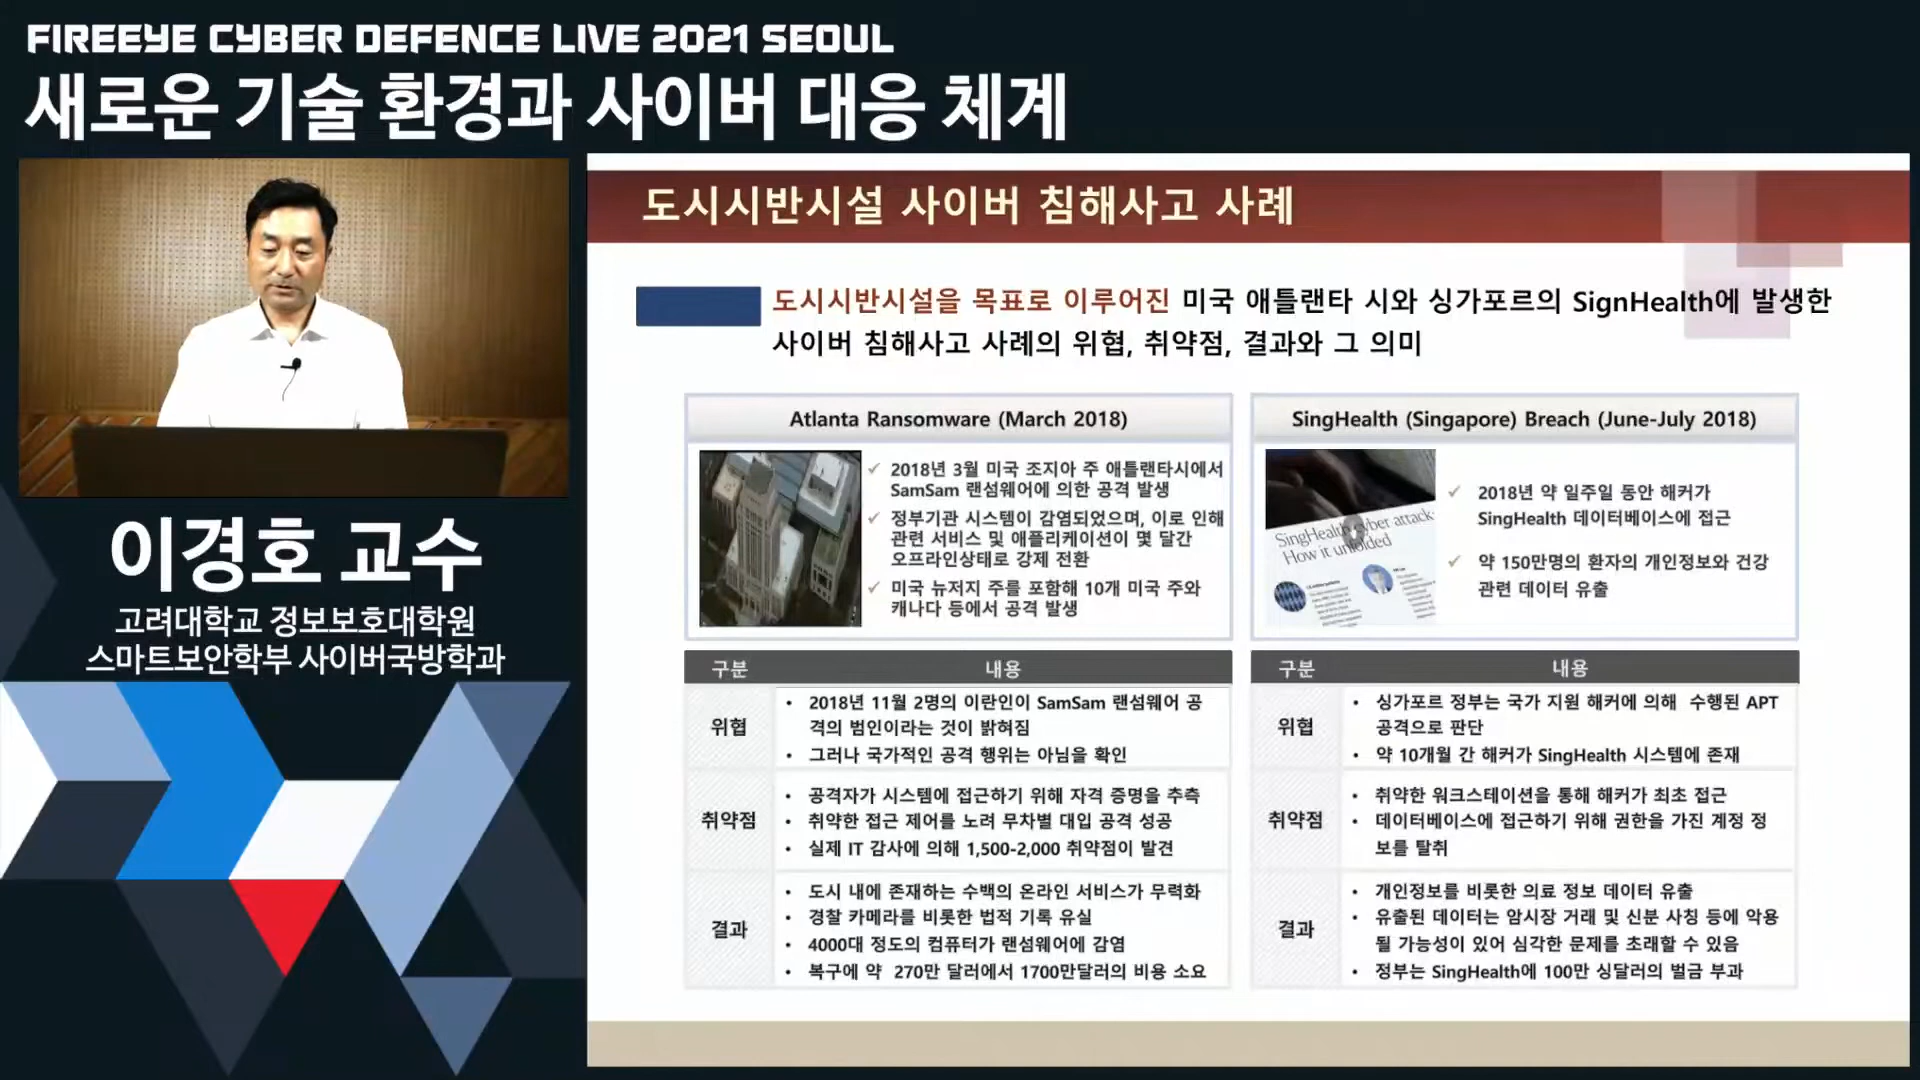 FIREEYE CYBER DEFENCE LIVE 2021 SEOUL
새로운 기술 환경과 사이버 대응 체계
이경호 교수
고려대학교 정보보호대학원
스마트보안학부 사이버국방학과
도시시반시설 사이버 침해사고 사례
도시시반시설을 목표로 이루어진 미국 애틀랜타 시와 싱가포르의 SignHealth에 발생한
사이버 침해사고 사례의 위협, 취약점, 결과와 그 의미
Atlanta Ransomware (March 2018)
✓ 2018년 3월 미국 조지아 주 애틀랜타시에서
SamSam 랜섬웨어에 의한 공격 발생
✓ 정부기관 시스템이 감염되었으며, 이로 인해
관련 서비스 및 애플리케이션이 몇 달간
오프라인상태로 강제 전환
✓ 미국 뉴저지 주를 포함해 10개 미국 주와
캐나다 등에서 공격 발생
구분 내용
위협
• 2018년 11월 2명의 이란인이 SamSam 랜섬웨어 공
격의 범인이라는 것이 밝혀짐
• 그러나 국가적인 공격 행위는 아님을 확인
취약점
• 공격자가 시스템에 접근하기 위해 자격 증명을 추측
• 취약한 접근 제어를 노려 무차별 대입 공격 성공
• 실제 IT 감사에 의해 1,500-2,000 취약점이 발견
결과
• 도시 내에 존재하는 수백의 온라인 서비스가 무력화
• 경찰 카메라를 비롯한 법적 기록 유실
• 4000대 정도의 컴퓨터가 랜섬웨어에 감염
• 복구에 약 270만 달러에서 1700만달러의 비용 소요
SingHealth (Singapore) Breach (June-July 2018)
SingHealth cyber attack:
How it unfolded
✓ 2018년 약 일주일 동안 해커가
SingHealth 데이터베이스에 접근
✓ 약 150만명의 환자의 개인정보와 건강
관련 데이터 유출
구분 내용
위협
• 싱가포르 정부는 국가 지원 해커에 의해 수행된 APT
공격으로 판단
• 약 10개월 간 해커가 SingHealth 시스템에 존재
취약점
• 취약한 워크스테이션을 통해 해커가 최초 접근
• 데이터베이스에 접근하기 위해 권한을 가진 계정 정
보를 탈취
결과
• 개인정보를 비롯한 의료 정보 데이터 유출
• 유출된 데이터는 암시장 거래 및 신분 사칭 등에 악용
될 가능성이 있어 심각한 문제를 초래할 수 있음
• 정부는 SingHealth에 100만 싱달러의 벌금 부과